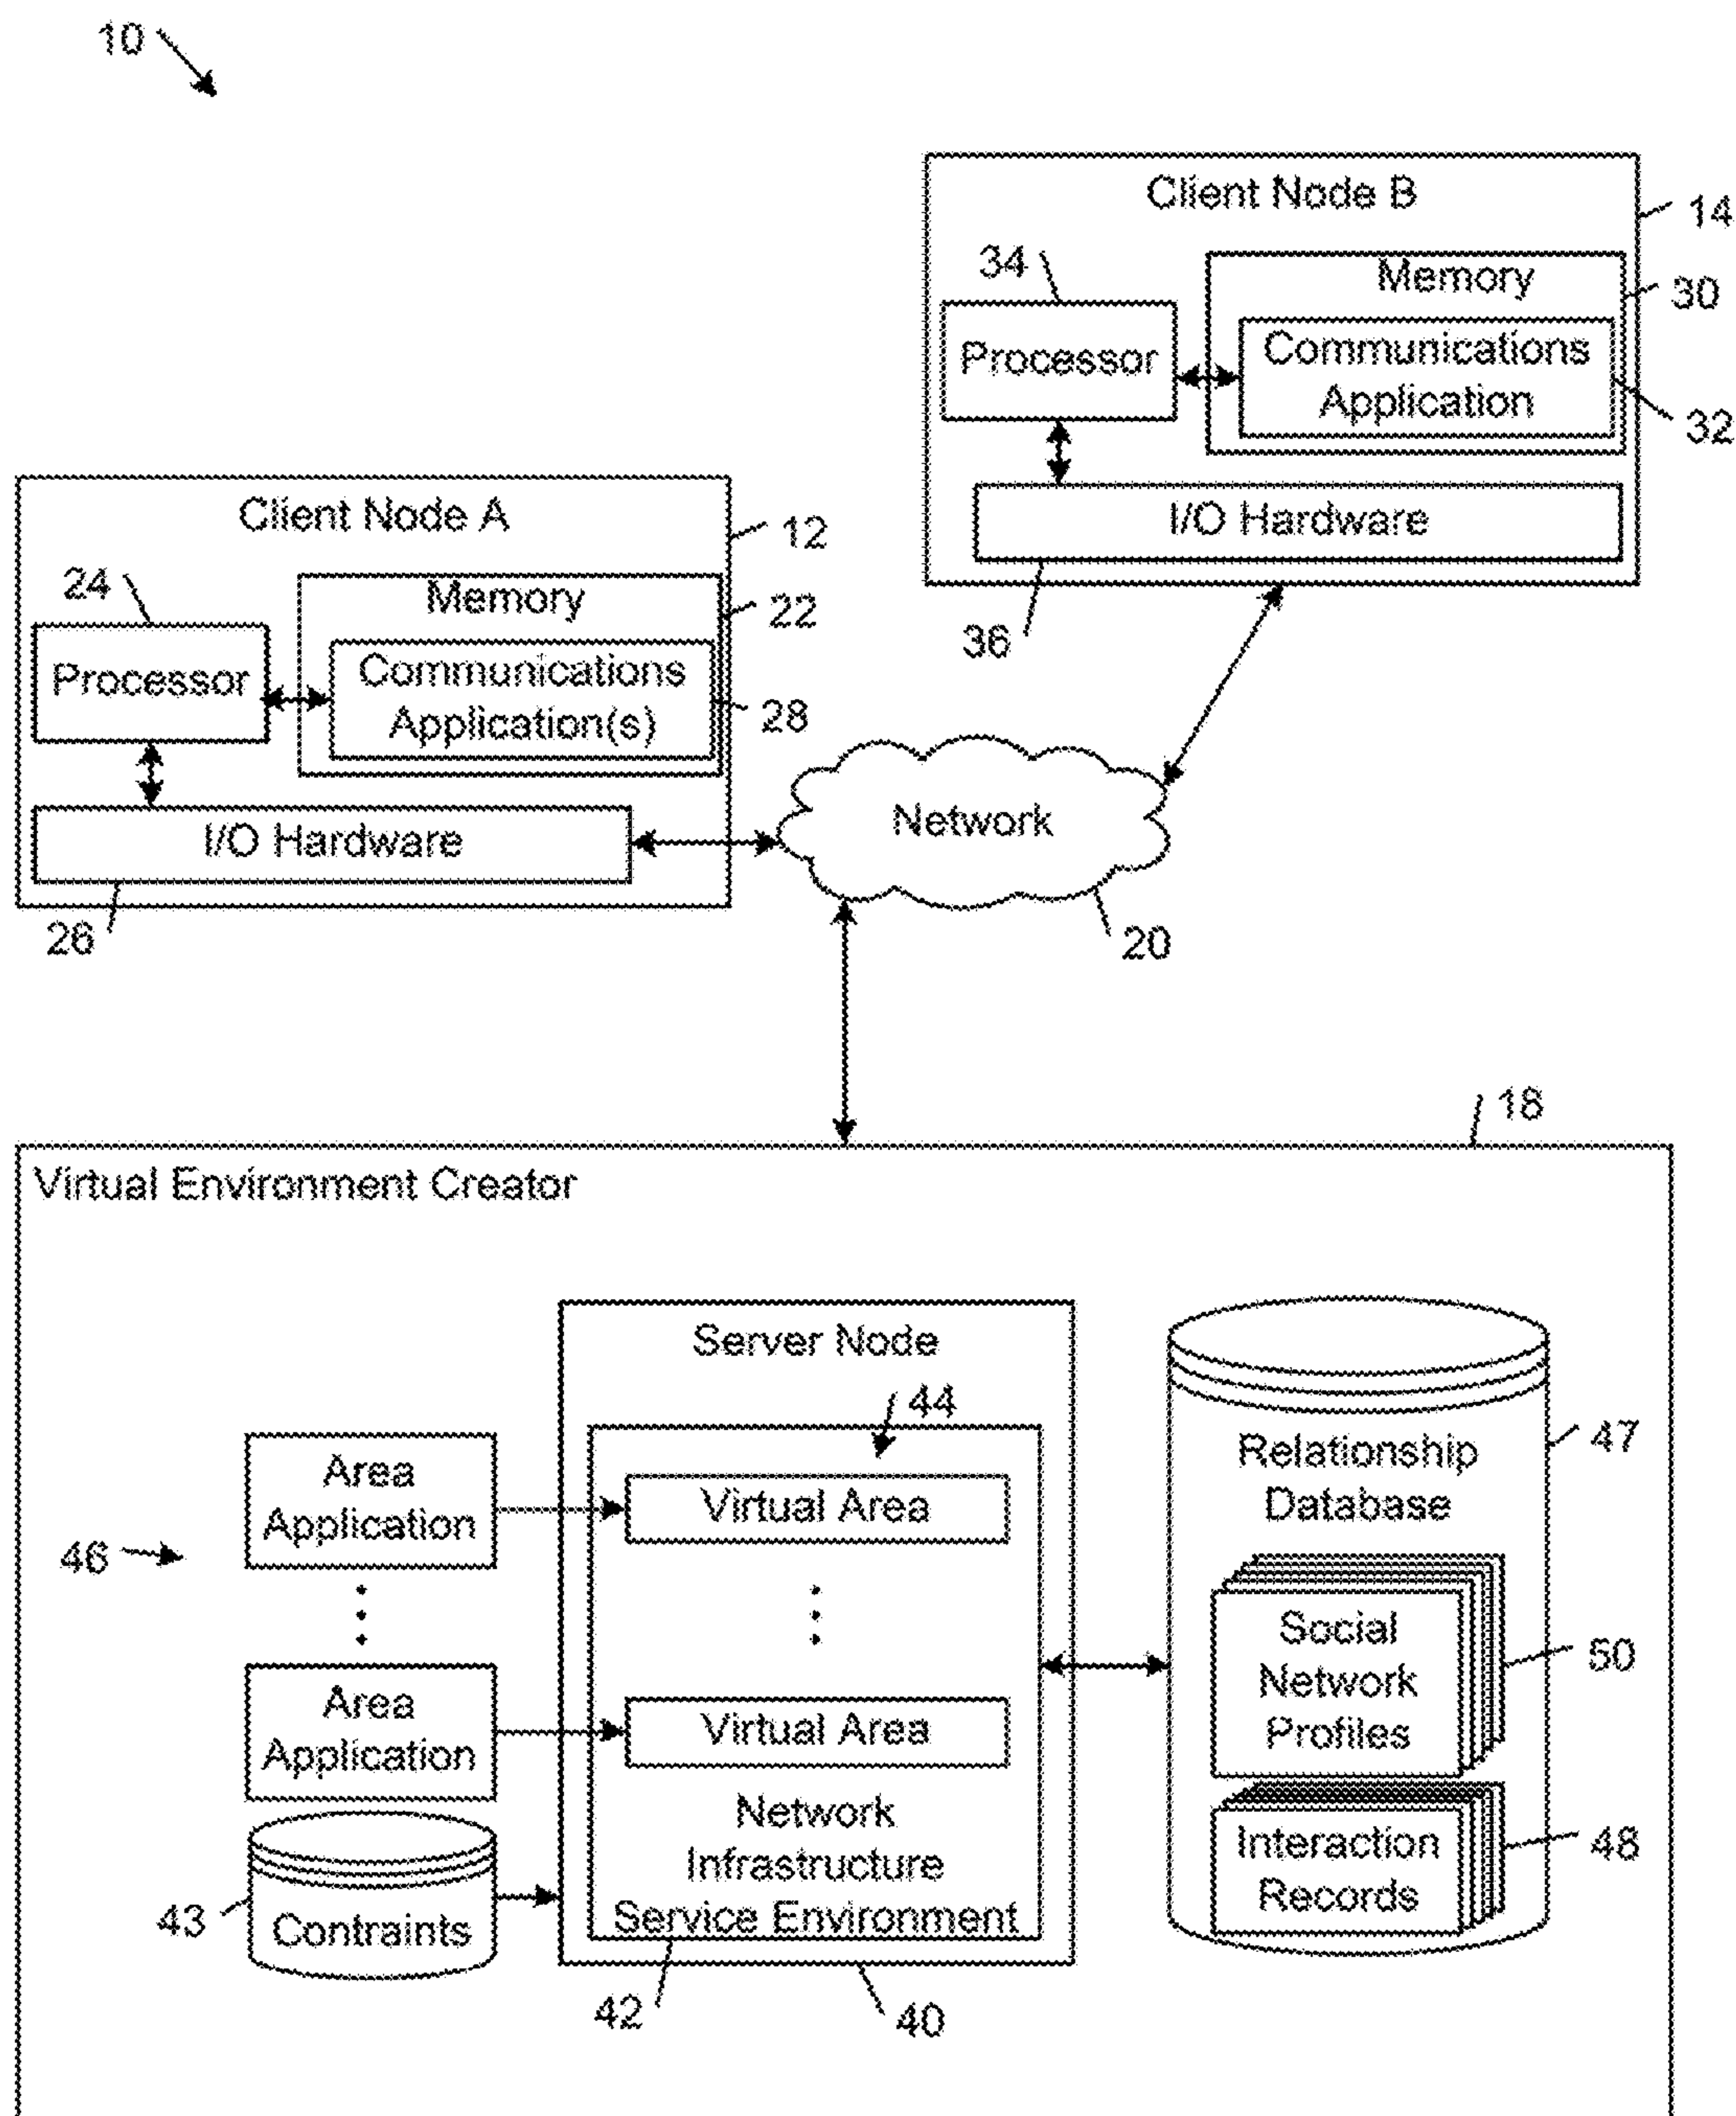 10
Client Node B
14
34
Memory
30
Processor
Communications
Application
32
I/O Hardware
36
Client Node A
12
24
Memory
22
Processor
Communications
Application(s)
28
I/O Hardware
26
Network
20
18
Virtual Environment Creator
Server Node
44
Area
Application
Virtual Area
46
Area
Application
Virtual Area
Network
Infrastructure
Service Environment
43
Contraints
42
40
Relationship
Database
47
Social
Network
Profiles
50
Interaction
Records
48